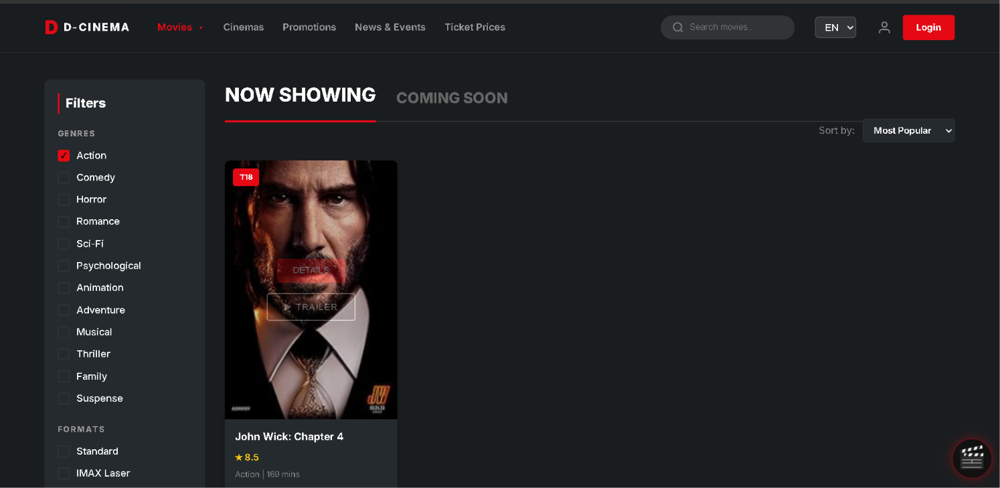 D D-CINEMA Movies Cinemas Promotions News & Events Ticket Prices Search movies... EN Login
Filters
GENRES
✓ Action
Comedy
Horror
Romance
Sci-Fi
Psychological
Animation
Adventure
Musical
Thriller
Family
Suspense
FORMATS
Standard
IMAX Laser
NOW SHOWING COMING SOON
Sort by: Most Popular
T18
DETAILS
▶ TRAILER
John Wick: Chapter 4
★ 8.5
Action | 169 mins